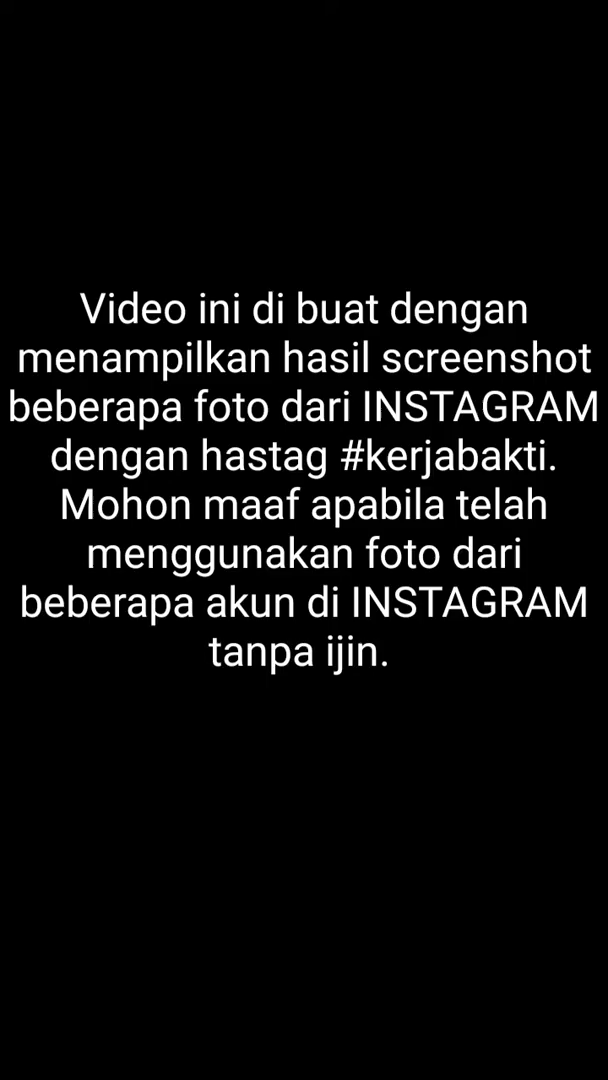 Video ini di buat dengan
menampilkan hasil screenshot
beberapa foto dari INSTAGRAM
dengan hastag #kerjabakti.
Mohon maaf apabila telah
menggunakan foto dari
beberapa akun di INSTAGRAM
tanpa ijin.